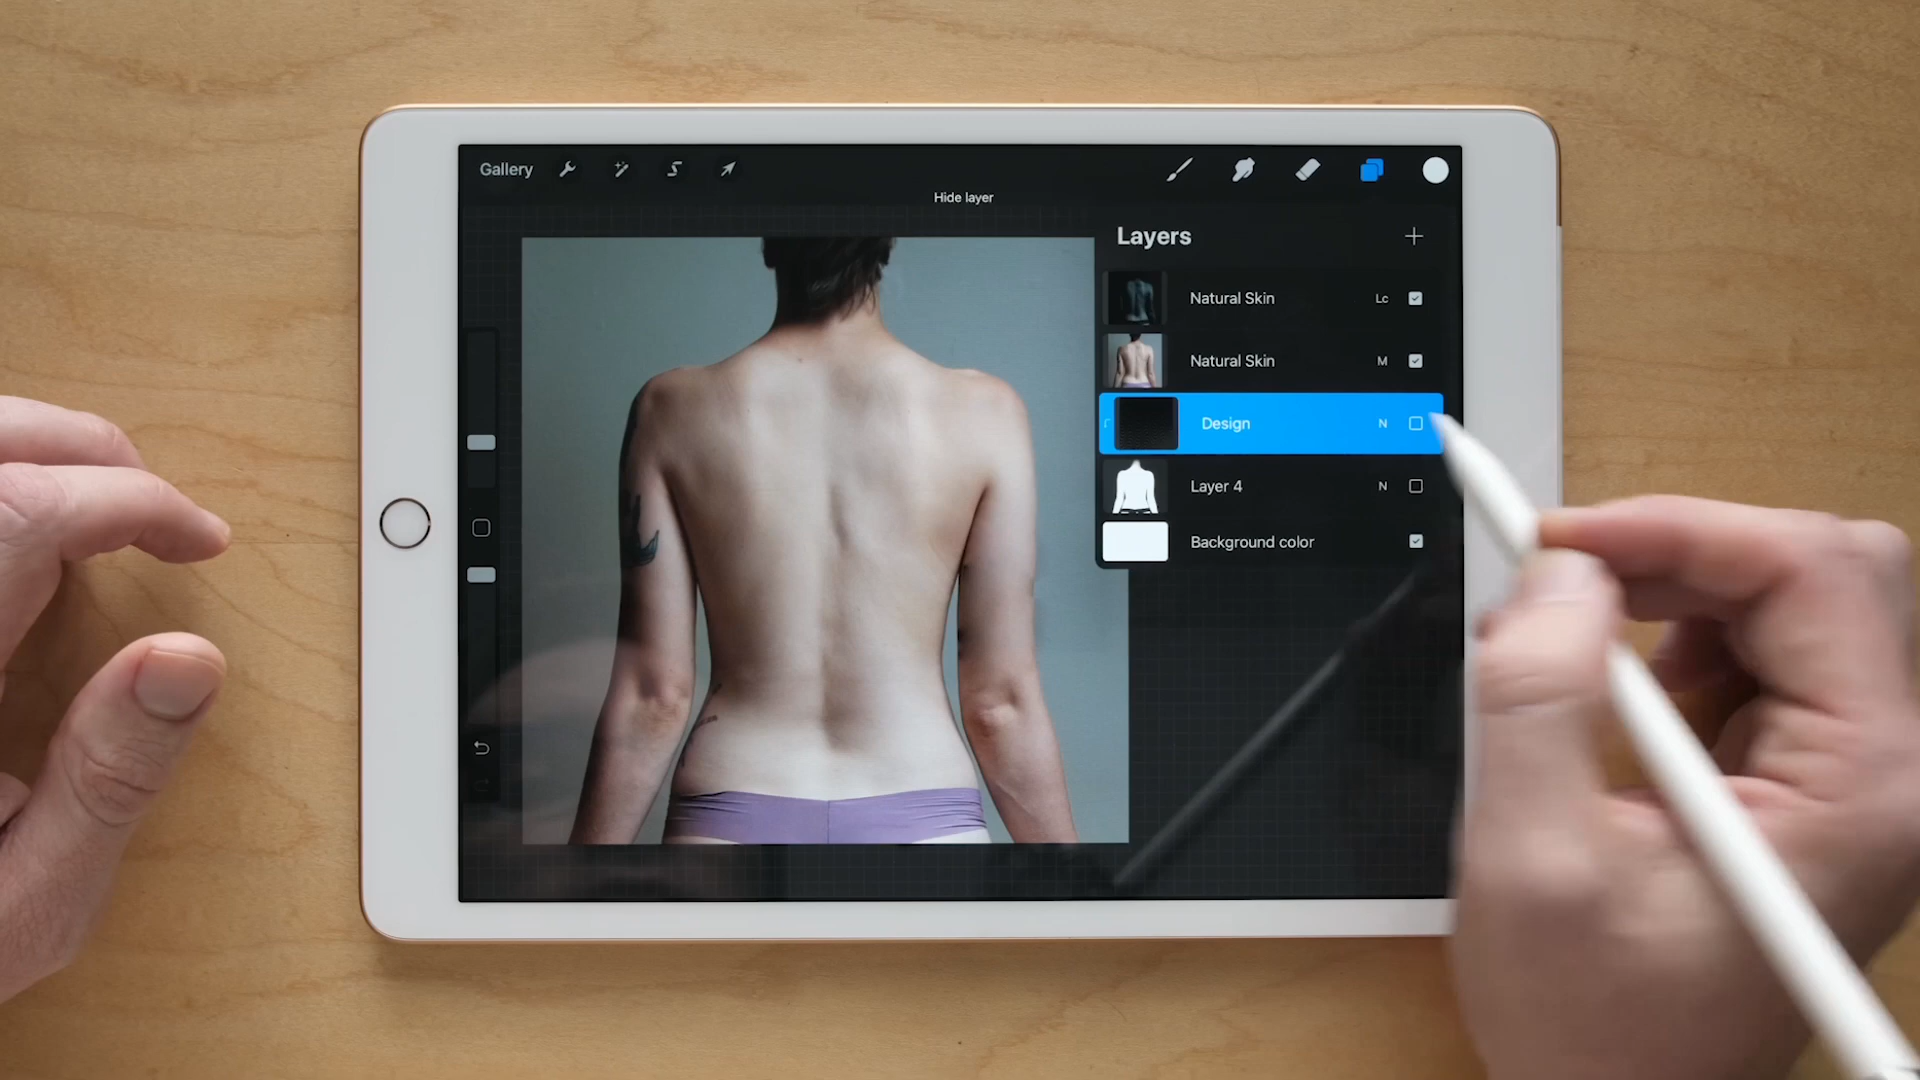 Gallery
Hide layer
Layers
Natural Skin Lc
Natural Skin M
Design N
Layer 4 N
Background color